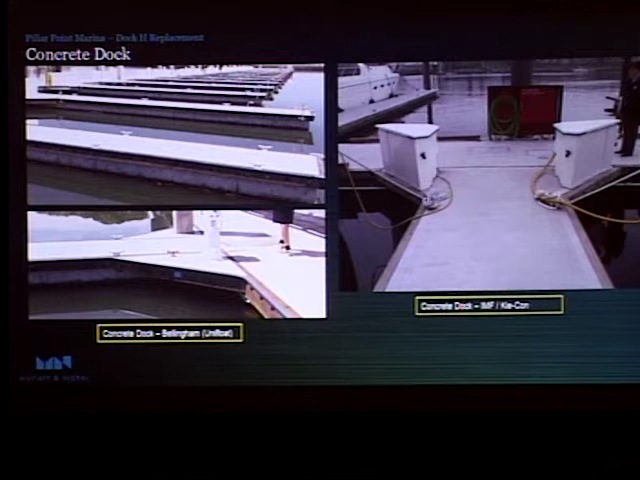 Pillar Point Marina – Dock H Replacement
Concrete Dock
Concrete Dock – Bellingham (Unifloat)
Concrete Dock – IMF / Kie-Con